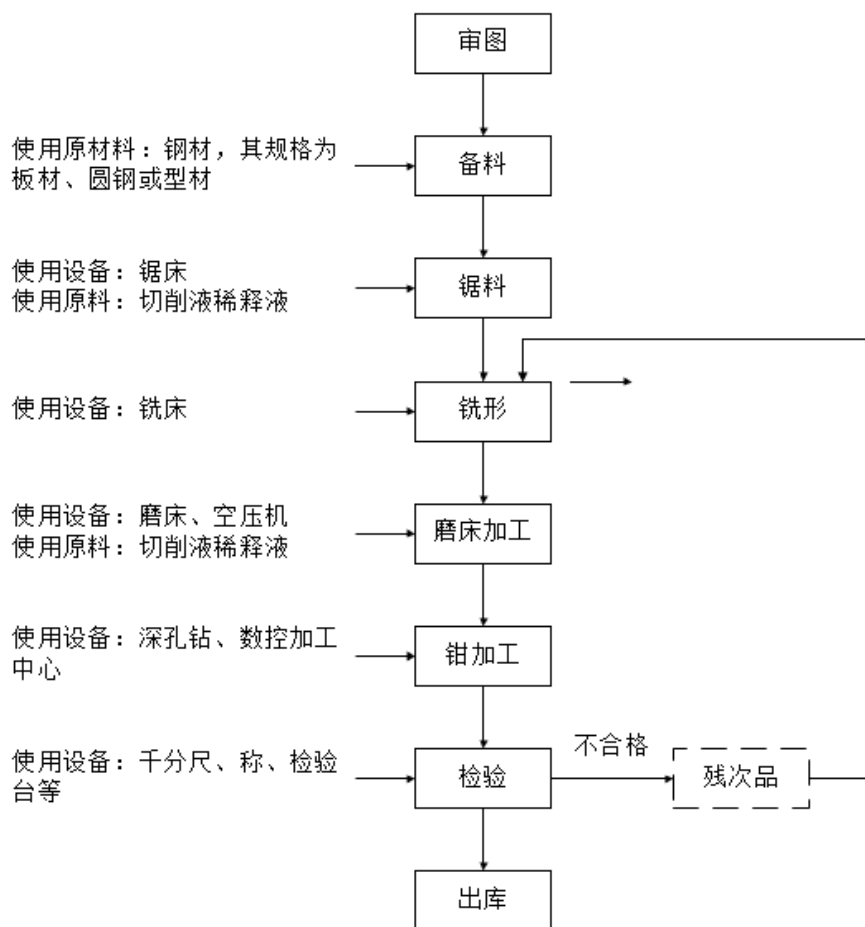 审图
使用原材料：钢材，其规格为
板材、圆钢或型材
备料
使用设备：锯床
使用原料：切削液稀释液
锯料
使用设备：铣床
铣形
使用设备：磨床、空压机
使用原料：切削液稀释液
磨床加工
使用设备：深孔钻、数控加工
中心
钳加工
使用设备：千分尺、称、检验
台等
检验
不合格
残次品
出库